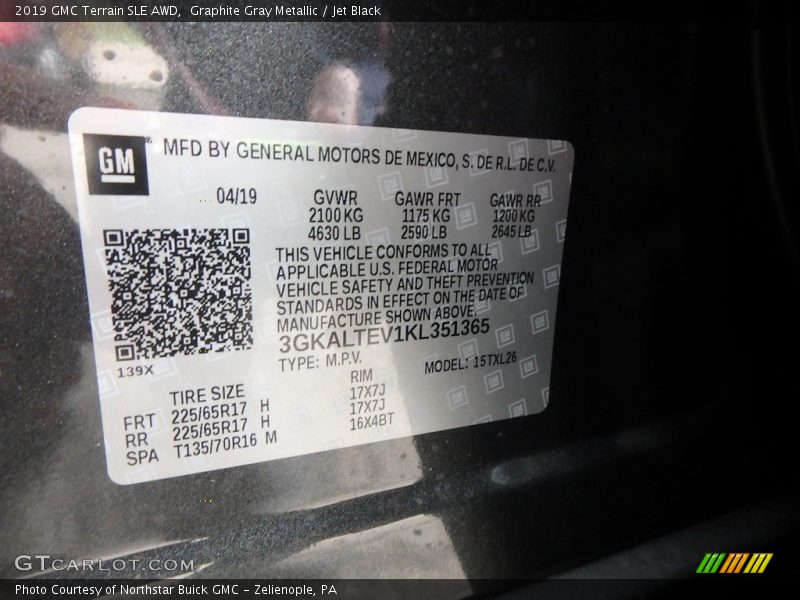 2019 GMC Terrain SLE AWD,  Graphite Gray Metallic / Jet Black
GM
MFD BY GENERAL MOTORS DE MEXICO, S. DE R.L. DE C.V.
04/19 GVWR GAWR FRT GAWR RR
2100 KG 1175 KG 1200 KG
4630 LB 2590 LB 2645 LB
THIS VEHICLE CONFORMS TO ALL
APPLICABLE U.S. FEDERAL MOTOR
VEHICLE SAFETY AND THEFT PREVENTION
STANDARDS IN EFFECT ON THE DATE OF
MANUFACTURE SHOWN ABOVE.
3GKALTEV1KL351365
TYPE: M.P.V. MODEL: 15TXL26
139X
TIRE SIZE RIM
FRT 225/65R17 H 17X7J
RR 225/65R17 H 17X7J
SPA T135/70R16 M 16X4BT
GTCARLOT.COM
Photo Courtesy of Northstar Buick GMC - Zelienople, PA